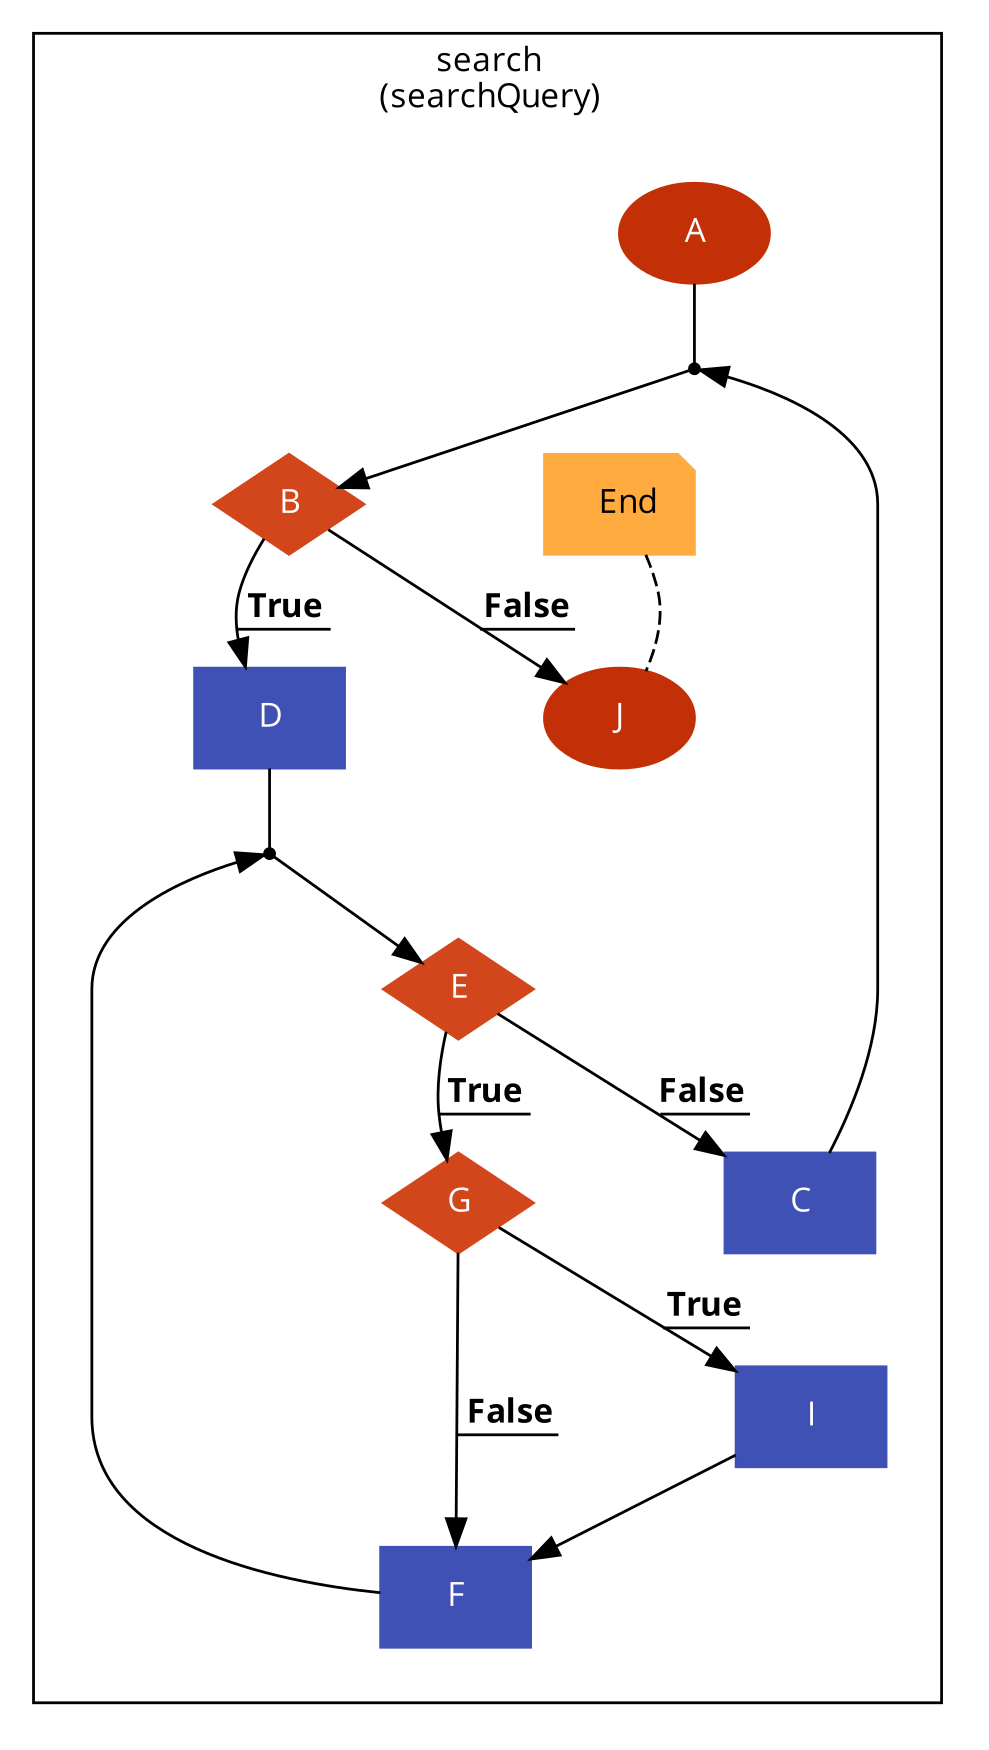 search
(searchQuery)
A
B
End
True
False
D
J
E
True
False
G
C
True
I
False
F